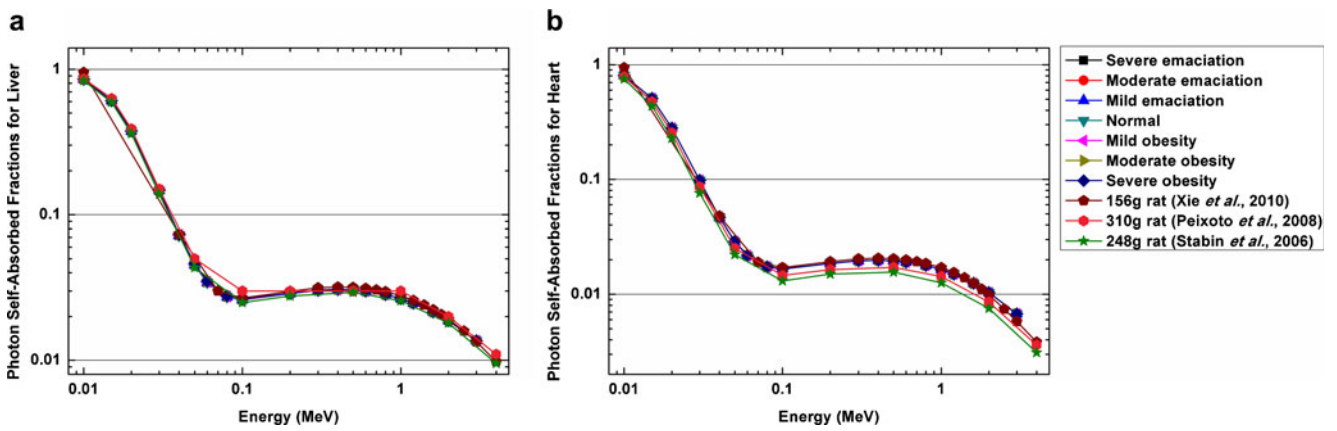 a
Photon Self-Absorbed Fractions for Liver
1
0.1
0.01
0.01 0.1 1
Energy (MeV)
b
Photon Self-Absorbed Fractions for Heart
1
0.1
0.01
0.01 0.1 1
Energy (MeV)
Severe emaciation
Moderate emaciation
Mild emaciation
Normal
Mild obesity
Moderate obesity
Severe obesity
156g rat (Xie et al., 2010)
310g rat (Peixoto et al., 2008)
248g rat (Stabin et al., 2006)